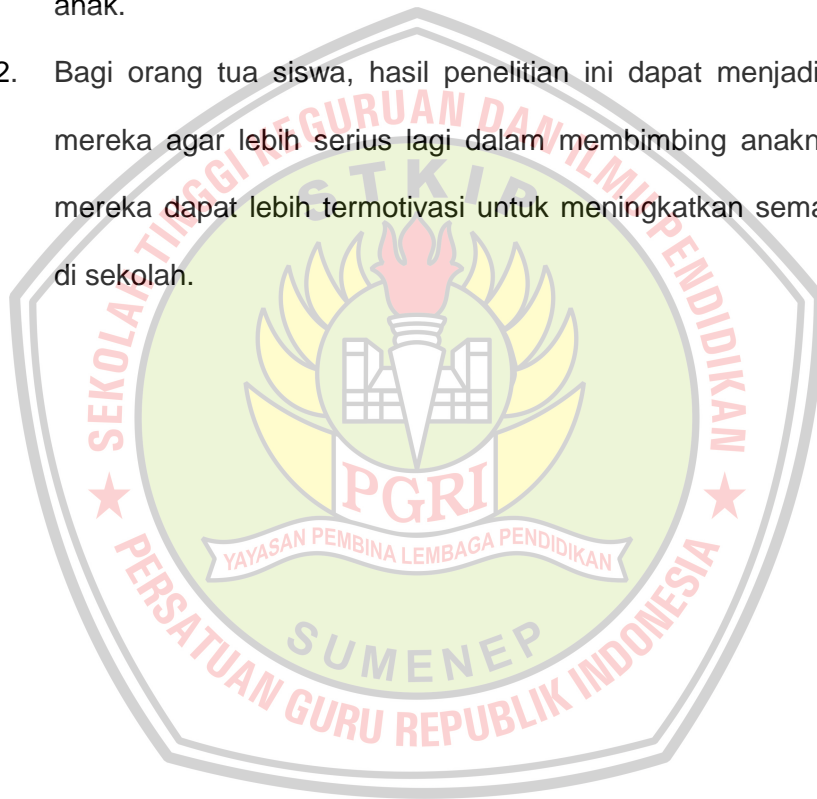 anak.
2. Bagi orang tua siswa, hasil penelitian ini dapat menjadi
mereka agar lebih serius lagi dalam membimbing anakn
mereka dapat lebih termotivasi untuk meningkatkan sema
di sekolah.
SEKOLAH TINGGI KEGURUAN DAN ILMU PENDIDIKAN
STKIP
PGRI
YAYASAN PEMBINA LEMBAGA PENDIDIKAN
SUMENEP
PERSATUAN GURU REPUBLIK INDONESIA